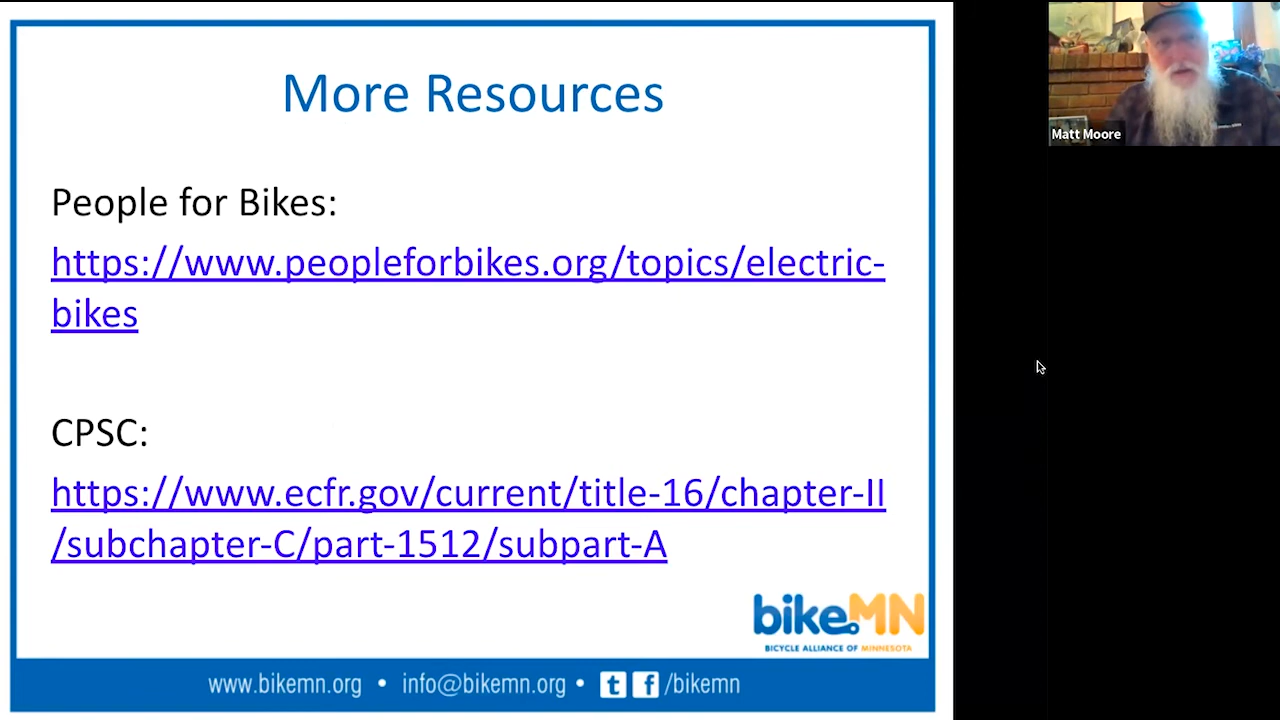 More Resources
People for Bikes:
https://www.peopleforbikes.org/topics/electric-
bikes
CPSC:
https://www.ecfr.gov/current/title-16/chapter-II
/subchapter-C/part-1512/subpart-A
bikeMN
BICYCLE ALLIANCE OF MINNESOTA
www.bikemn.org • info@bikemn.org • t f /bikemn
Matt Moore